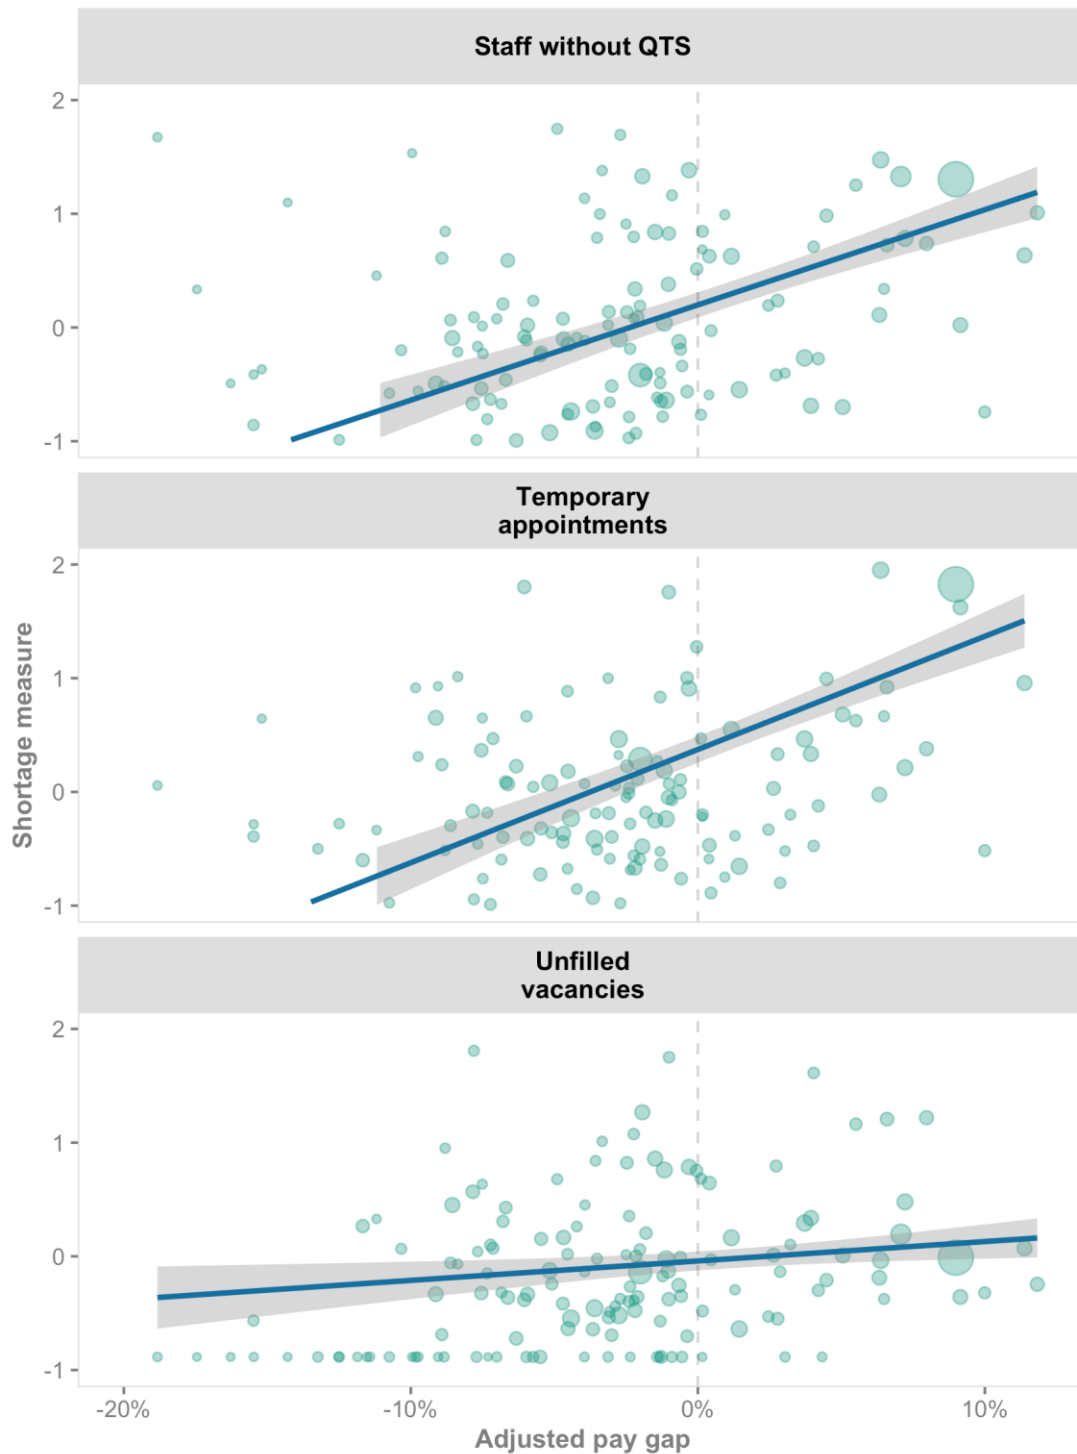 Staff without QTS
2
1
0
-1
Temporary
appointments
2
1
0
-1
Shortage measure
Unfilled
vacancies
2
1
0
-1
-20%
-10%
0%
10%
Adjusted pay gap